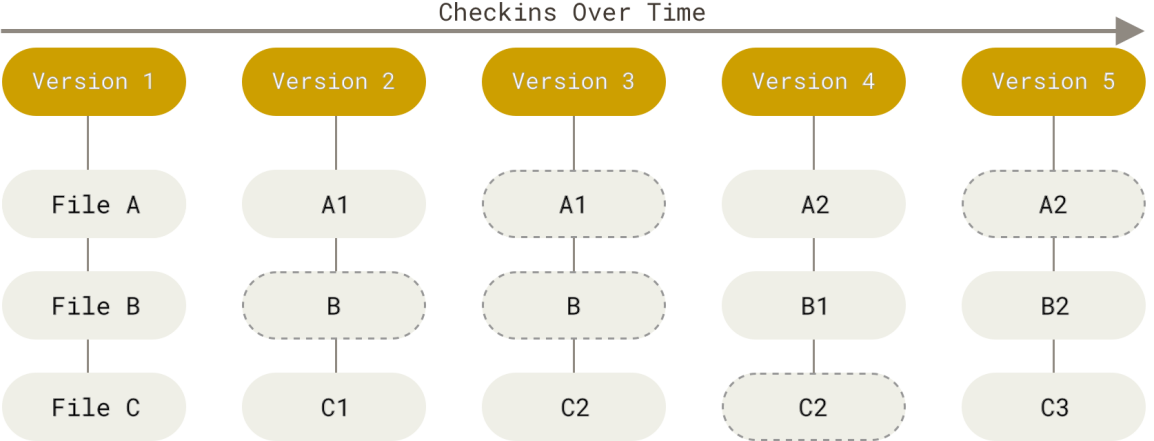 Checkins Over Time
Version 1 Version 2 Version 3 Version 4 Version 5
File A A1 A1 A2 A2
File B B B B1 B2
File C C1 C2 C2 C3